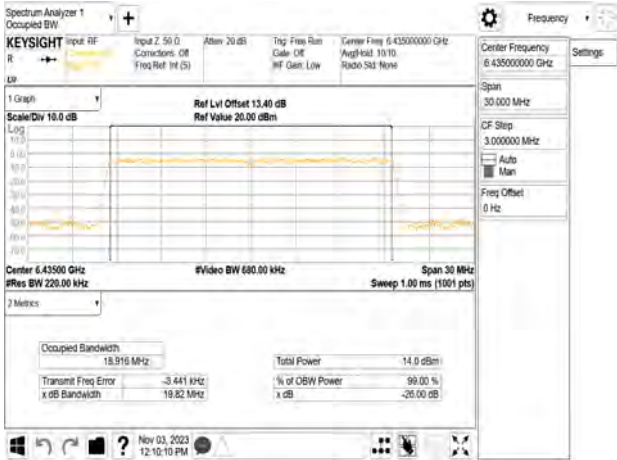 Spectrum Analyzer 1
Occupied BW
Frequency
KEYSIGHT
R
Input: RF
Input Z: 50 Ω
Corrections: Off
Freq Ref: Int (S)
Atten: 20 dB
Trig: Free Run
Gate: Off
#IF Gain: Low
Center Freq: 6.435000000 GHz
Avg|Hold: 10/10
Radio Std: None
Center Frequency
6.435000000 GHz
Settings
Span
30.000 MHz
CF Step
3.000000 MHz
Auto
Man
Freq Offset
0 Hz
1 Graph
Scale/Div 10.0 dB
Ref Lvl Offset 13.40 dB
Ref Value 20.00 dBm
Log
10.0
0.00
Center 6.43500 GHz
#Res BW 220.00 kHz
#Video BW 680.00 kHz
Span 30 MHz
Sweep 1.00 ms (1001 pts)
2 Metrics
Occupied Bandwidth
18.916 MHz
Total Power
14.0 dBm
Transmit Freq Error
-3.441 kHz
% of OBW Power
99.00 %
x dB Bandwidth
19.82 MHz
x dB
-26.00 dB
Nov 03, 2023
12:10:10 PM